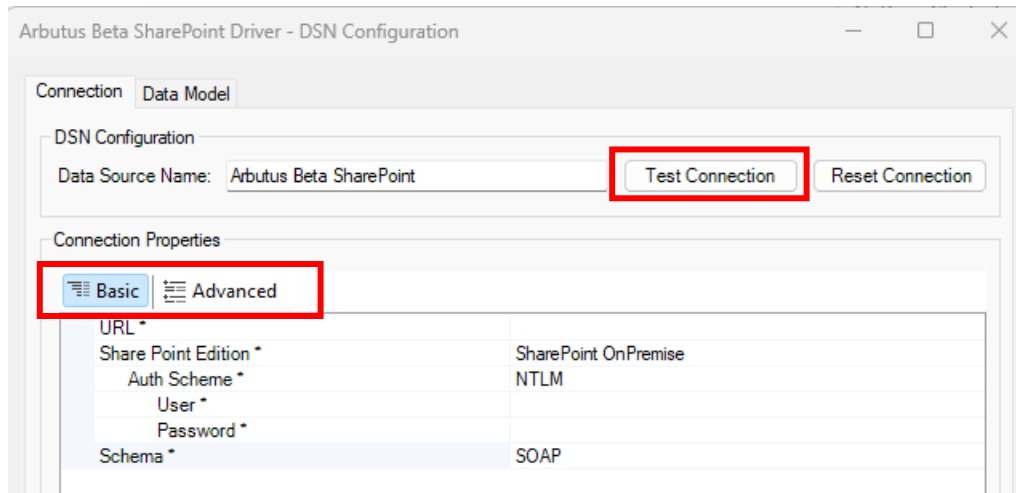 Arbutus Beta SharePoint Driver - DSN Configuration
Connection Data Model
DSN Configuration
Data Source Name: Arbutus Beta SharePoint Test Connection Reset Connection
Connection Properties
Basic Advanced
URL *
Share Point Edition * SharePoint OnPremise
Auth Scheme * NTLM
User *
Password *
Schema * SOAP